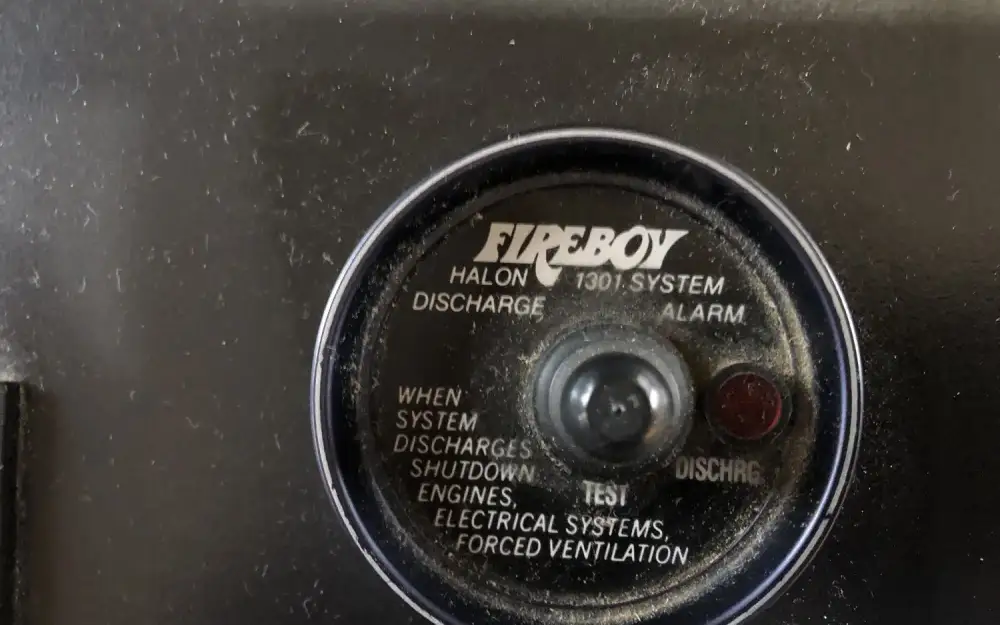 FIREBOY
HALON 1301 SYSTEM
DISCHARGE ALARM
WHEN
SYSTEM
DISCHARGES
SHUTDOWN
ENGINES,
ELECTRICAL SYSTEMS,
FORCED VENTILATION
TEST
DISCHRG